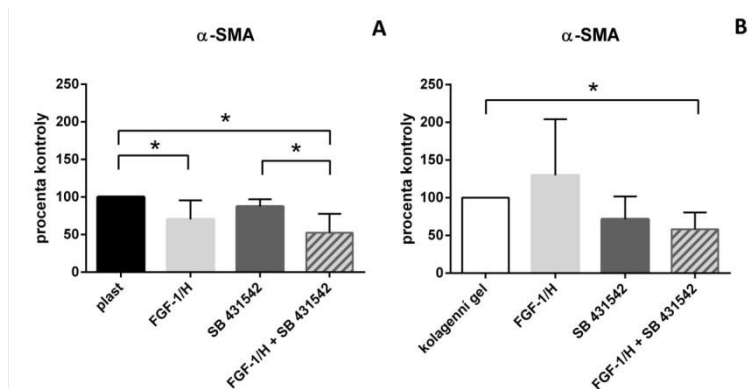 α-SMA
A
procenta kontroly
250
200
150
100
50
0
*
*
*
plast
FGF-1/H
SB 431542
FGF-1/H + SB 431542
α-SMA
B
procenta kontroly
250
200
150
100
50
0
*
kolagenní gel
FGF-1/H
SB 431542
FGF-1/H + SB 431542